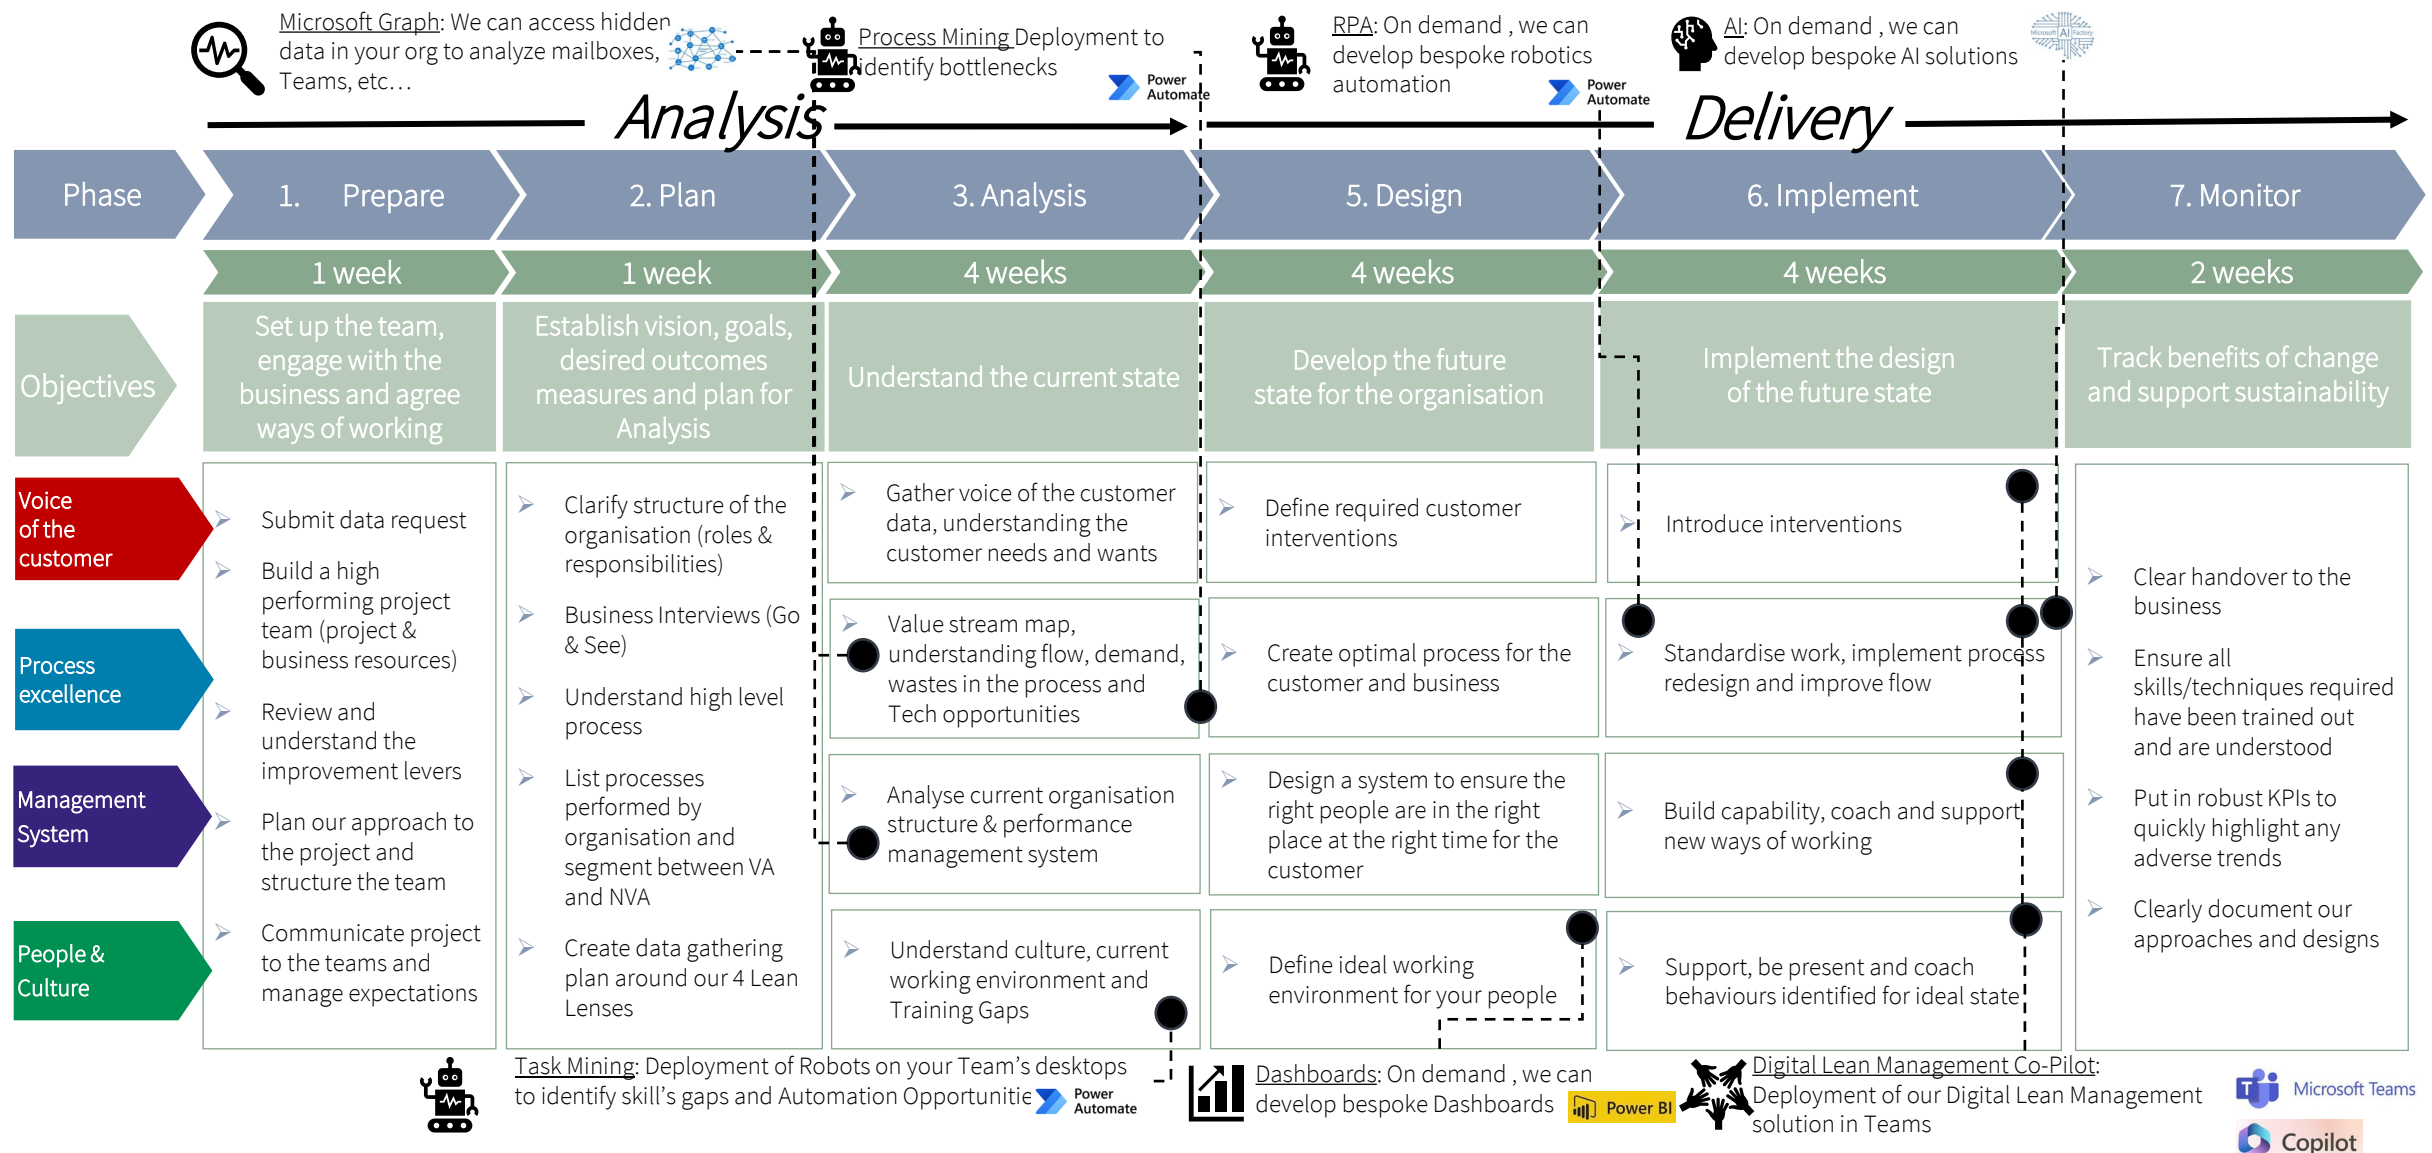 Microsoft Graph: We can access hidden
data in your org to analyze mailboxes,
Teams, etc...
Process Mining Deployment to
identify bottlenecks
Power
Automate
RPA: On demand , we can
develop bespoke robotics
automation
Power
Automate
AI: On demand , we can
develop bespoke AI solutions
Microsoft AI Factory
Analysis
Delivery
Phase
1. Prepare
2. Plan
3. Analysis
5. Design
6. Implement
7. Monitor
1 week
1 week
4 weeks
4 weeks
4 weeks
2 weeks
Objectives
Set up the team,
engage with the
business and agree
ways of working
Establish vision, goals,
desired outcomes
measures and plan for
Analysis
Understand the current state
Develop the future
state for the organisation
Implement the design
of the future state
Track benefits of change
and support sustainability
Voice
of the
customer
Process
excellence
Management
System
People &
Culture
Submit data request
Build a high
performing project
team (project &
business resources)
Review and
understand the
improvement levers
Plan our approach to
the project and
structure the team
Communicate project
to the teams and
manage expectations
Clarify structure of the
organisation (roles &
responsibilities)
Business Interviews (Go
& See)
Understand high level
process
List processes
performed by
organisation and
segment between VA
and NVA
Create data gathering
plan around our 4 Lean
Lenses
Gather voice of the customer
data, understanding the
customer needs and wants
Value stream map,
understanding flow, demand,
wastes in the process and
Tech opportunities
Analyse current organisation
structure & performance
management system
Understand culture, current
working environment and
Training Gaps
Define required customer
interventions
Create optimal process for the
customer and business
Design a system to ensure the
right people are in the right
place at the right time for the
customer
Define ideal working
environment for your people
Introduce interventions
Standardise work, implement process
redesign and improve flow
Build capability, coach and support
new ways of working
Support, be present and coach
behaviours identified for ideal state
Clear handover to the
business
Ensure all
skills/techniques required
have been trained out
and are understood
Put in robust KPIs to
quickly highlight any
adverse trends
Clearly document our
approaches and designs
Task Mining: Deployment of Robots on your Team's desktops
to identify skill's gaps and Automation Opportunitie
Power
Automate
Dashboards: On demand , we can
develop bespoke Dashboards
Power BI
Digital Lean Management Co-Pilot:
Deployment of our Digital Lean Management
solution in Teams
Microsoft Teams
Copilot